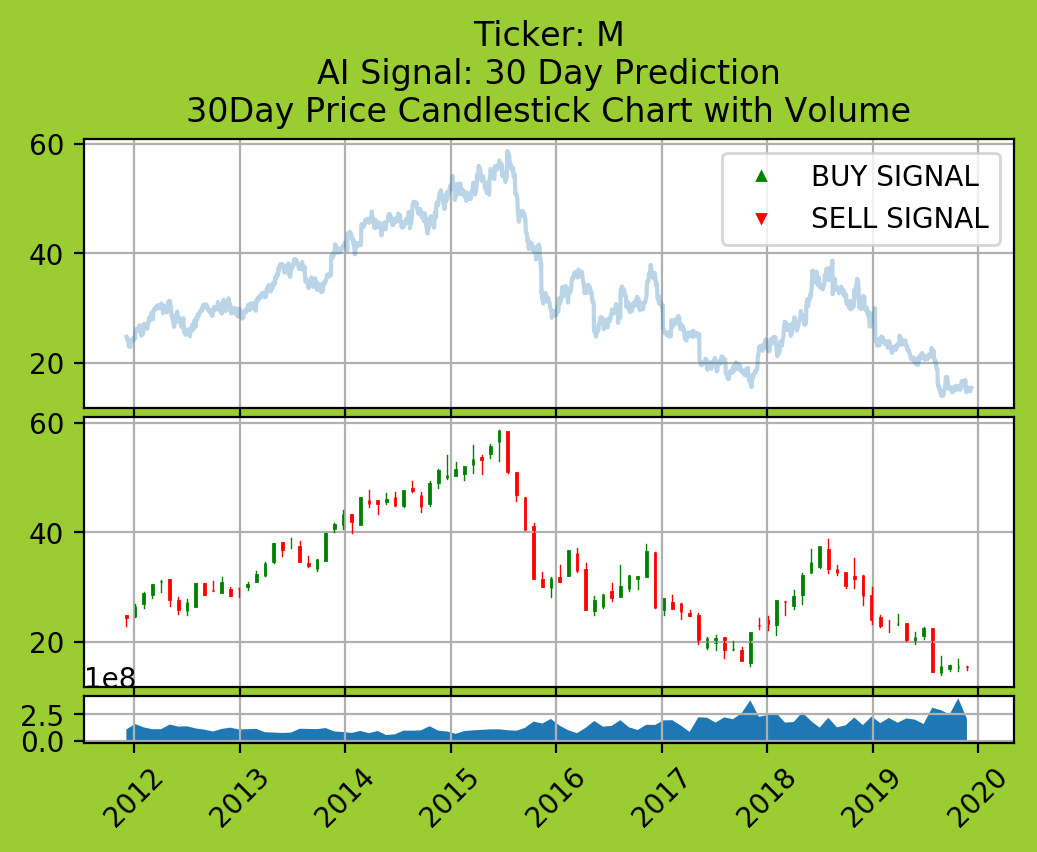 Ticker: M
AI Signal: 30 Day Prediction
30Day Price Candlestick Chart with Volume
60
40
20
BUY SIGNAL
SELL SIGNAL
60
40
20
1e8
2.5
0.0
2012 2013 2014 2015 2016 2017 2018 2019 2020